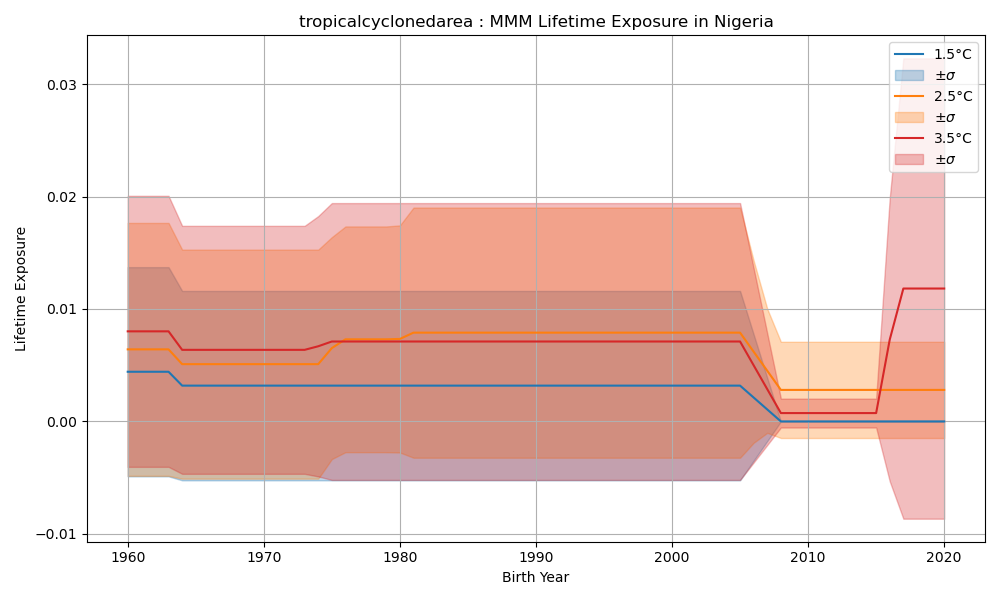 tropicalcyclonedarea : MMM Lifetime Exposure in Nigeria
1.5°C
±σ
2.5°C
±σ
3.5°C
±σ
0.03
0.02
0.01
0.00
−0.01
Lifetime Exposure
1960 1970 1980 1990 2000 2010 2020
Birth Year